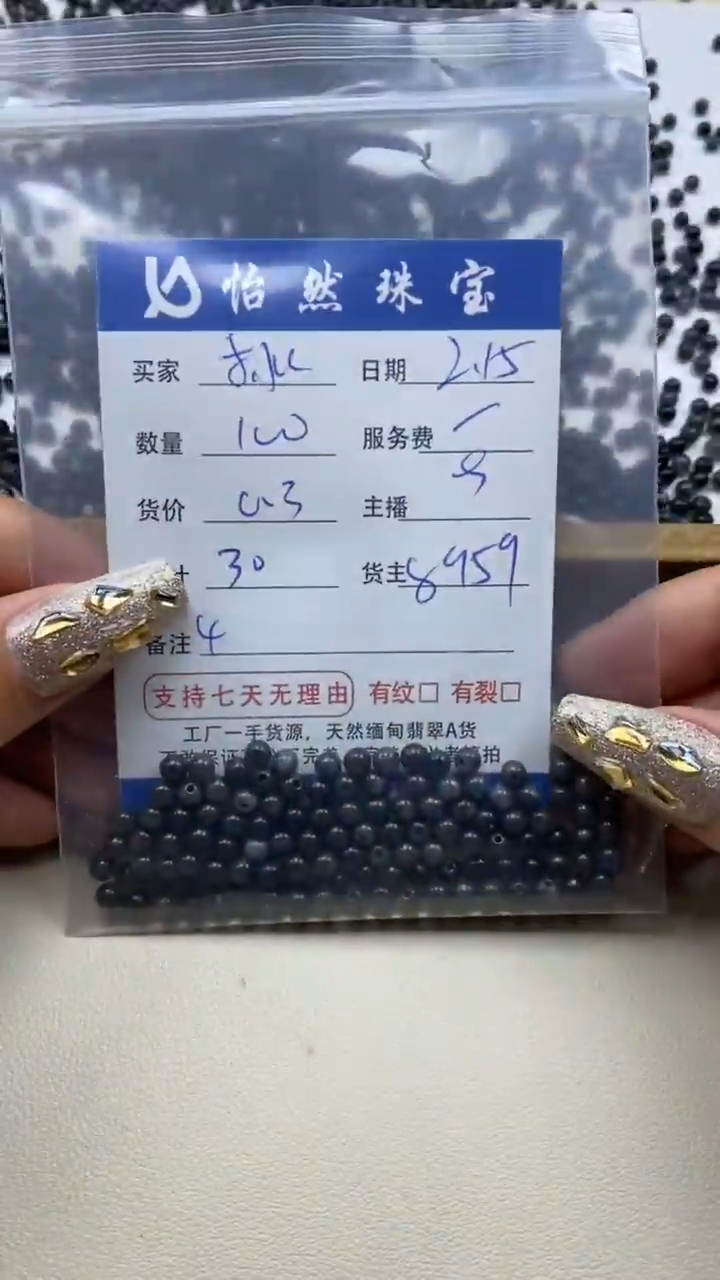 怡然珠宝
买家 日期 2.15
数量 100 服务费
货价 0.3 主播
计 30 货主 8959
备注 4
支持七天无理由 有纹□ 有裂□
工厂一手货源，天然缅甸翡翠A货